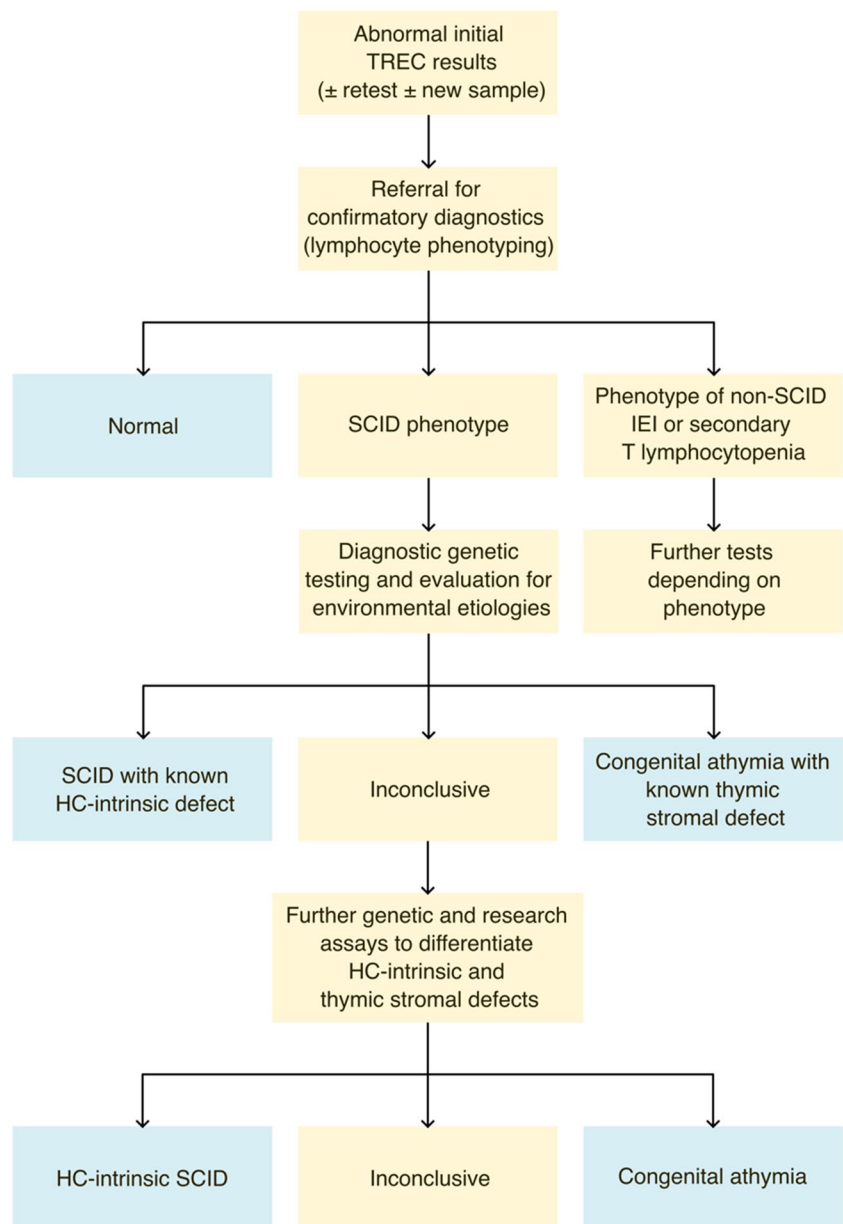 Abnormal initial
TREC results
(± retest ± new sample)
Referral for
confirmatory diagnostics
(lymphocyte phenotyping)
Normal
SCID phenotype
Phenotype of non-SCID
IEI or secondary
T lymphocytopenia
Diagnostic genetic
testing and evaluation for
environmental etiologies
Further tests
depending on
phenotype
SCID with known
HC-intrinsic defect
Inconclusive
Congenital athymia with
known thymic
stromal defect
Further genetic and research
assays to differentiate
HC-intrinsic and
thymic stromal defects
HC-intrinsic SCID
Inconclusive
Congenital athymia